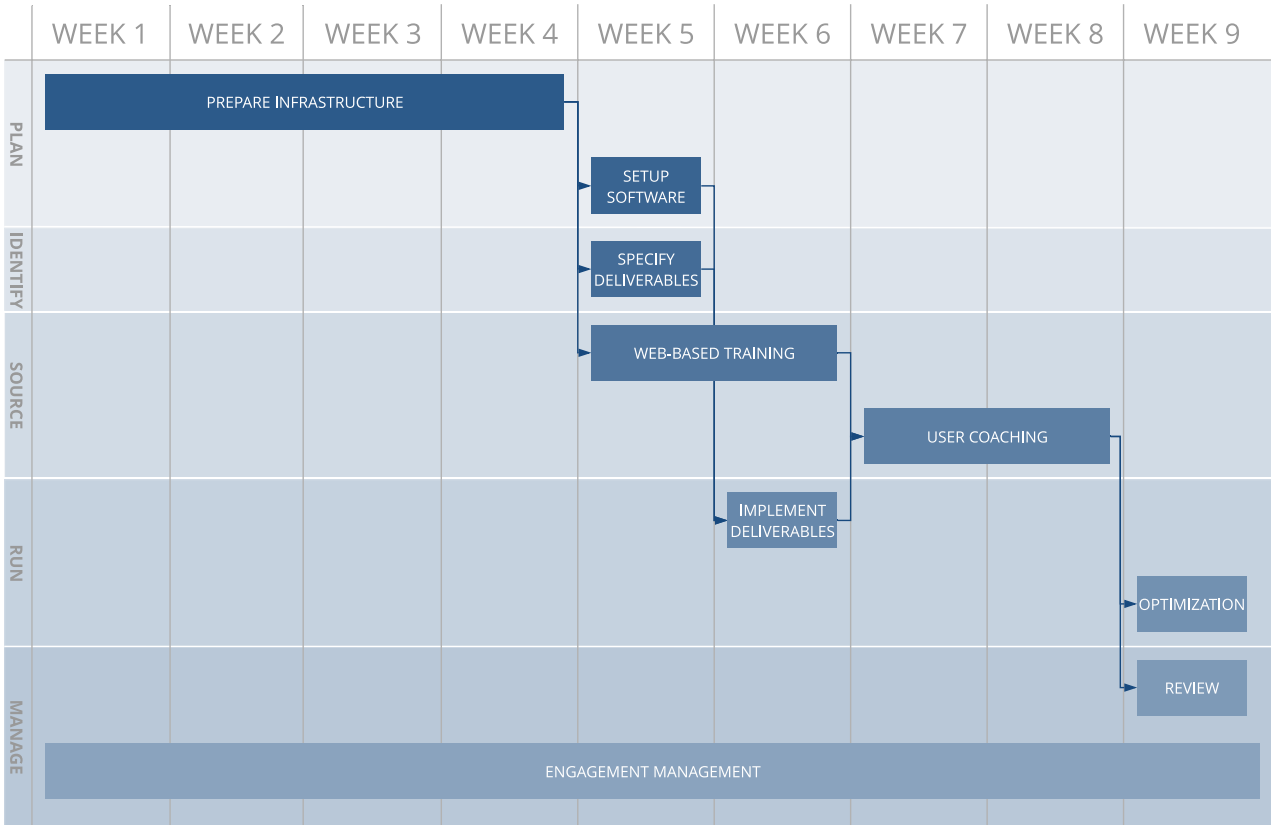 WEEK 1
WEEK 2
WEEK 3
WEEK 4
WEEK 5
WEEK 6
WEEK 7
WEEK 8
WEEK 9
PLAN
PREPARE INFRASTRUCTURE
SETUP
SOFTWARE
IDENTIFY
SPECIFY
DELIVERABLES
SOURCE
WEB-BASED TRAINING
USER COACHING
RUN
IMPLEMENT
DELIVERABLES
OPTIMIZATION
MANAGE
REVIEW
ENGAGEMENT MANAGEMENT